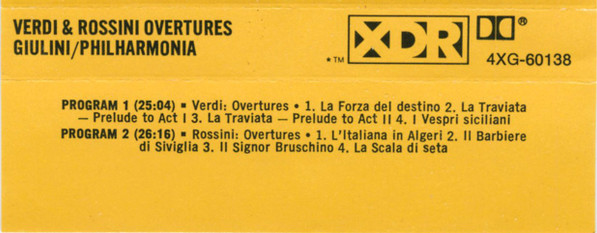 VERDI & ROSSINI OVERTURES
GIULINI/PHILHARMONIA
*™ XDR
4XG-60138
PROGRAM 1 (25:04) ▪ Verdi: Overtures • 1. La Forza del destino 2. La Traviata
— Prelude to Act I 3. La Traviata — Prelude to Act II 4. I Vespri siciliani
PROGRAM 2 (26:16) ▪ Rossini: Overtures • 1. L'Italiana in Algeri 2. Il Barbiere
di Siviglia 3. Il Signor Bruschino 4. La Scala di seta